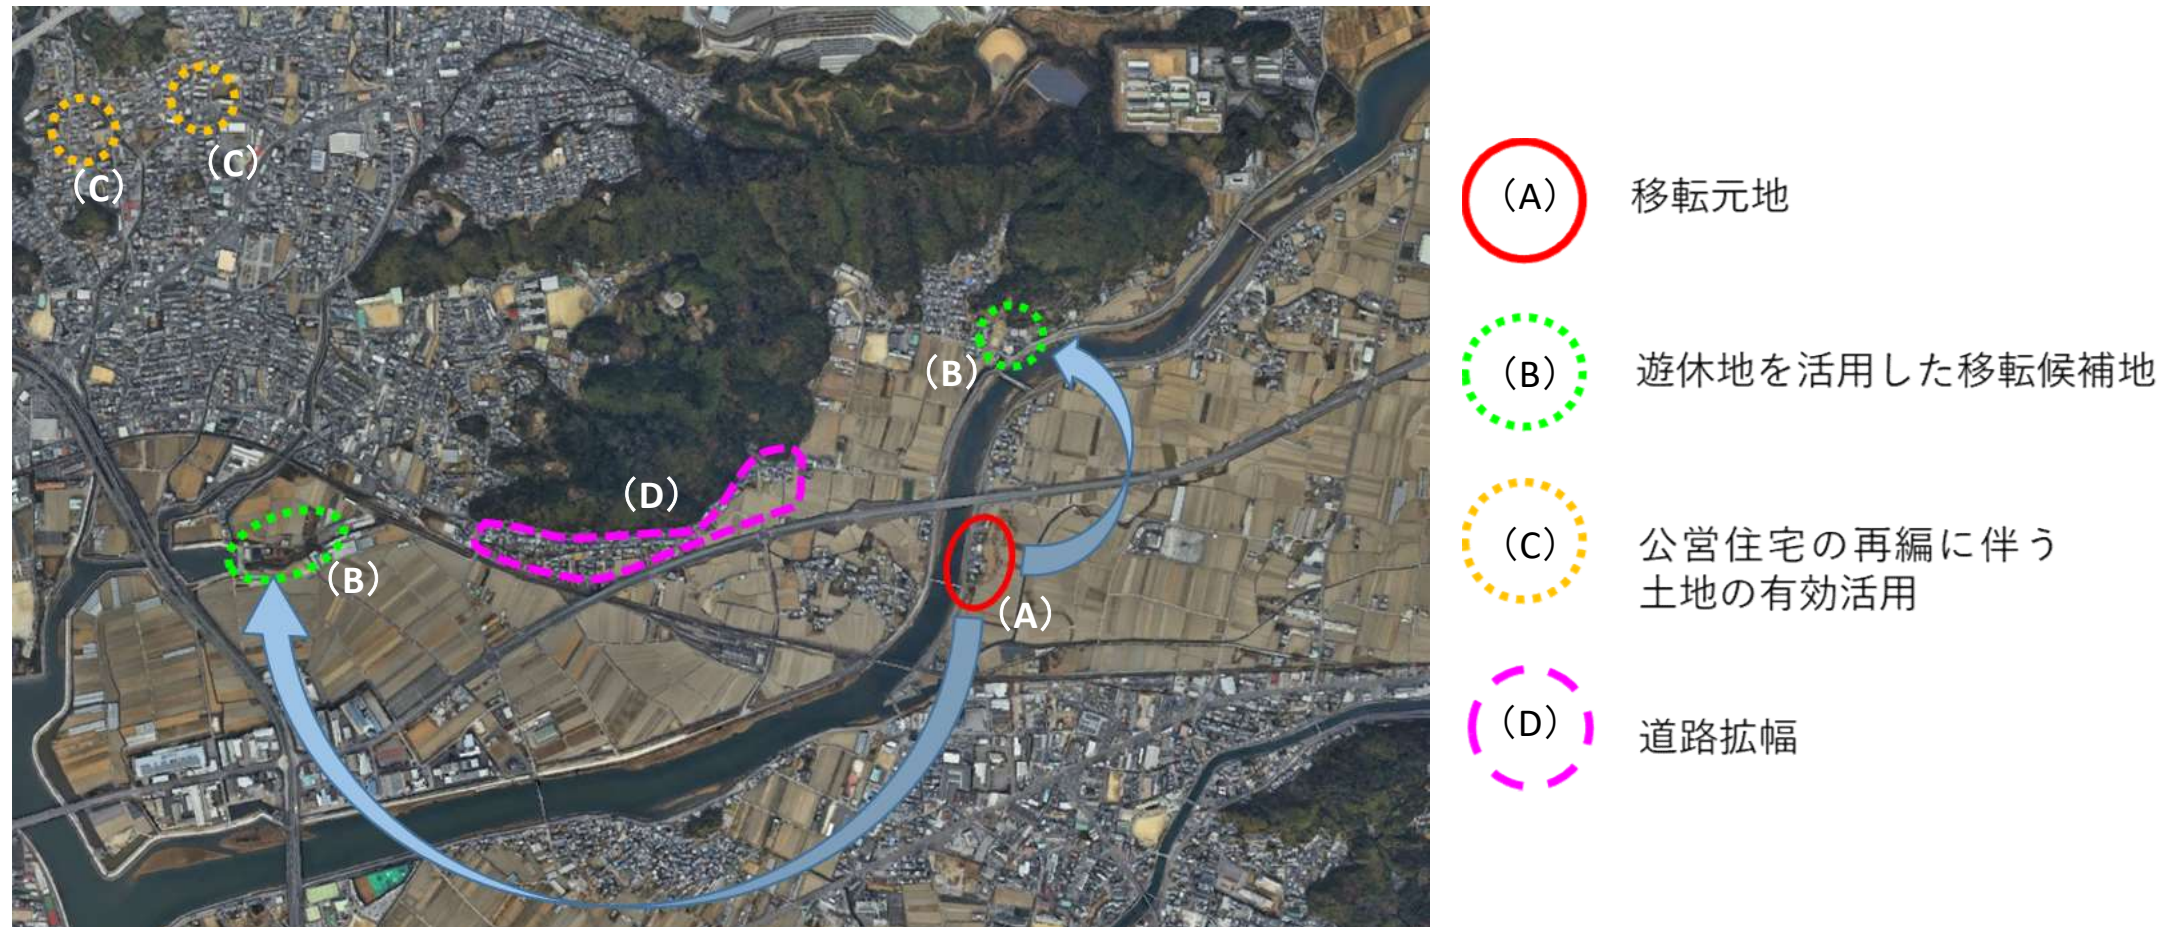 （C）
（C）
（B）
（D）
（B）
（A）
（A） 移転元地
（B） 遊休地を活用した移転候補地
（C） 公営住宅の再編に伴う
土地の有効活用
（D） 道路拡幅